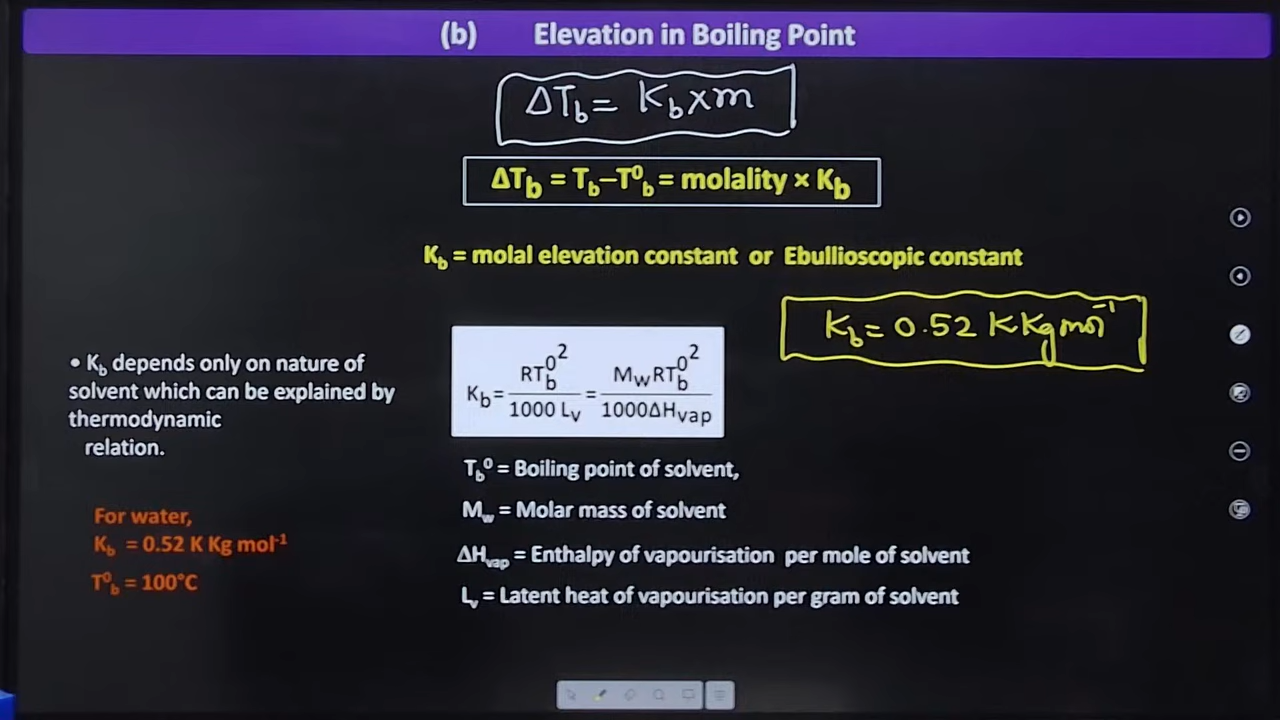 (b) Elevation in Boiling Point
ΔTb = Kb x m
ΔTb = Tb–T⁰b = molality × Kb
Kb = molal elevation constant or Ebullioscopic constant
Kb = 0.52 K Kg mol⁻¹
• Kb depends only on nature of
solvent which can be explained by
thermodynamic
relation.
Kb = RTb⁰² / 1000 Lv = MwRTb⁰² / 1000ΔHvap
Tb⁰ = Boiling point of solvent,
Mw = Molar mass of solvent
ΔHvap = Enthalpy of vapourisation per mole of solvent
Lv = Latent heat of vapourisation per gram of solvent
For water,
Kb = 0.52 K Kg mol⁻¹
T⁰b = 100°C